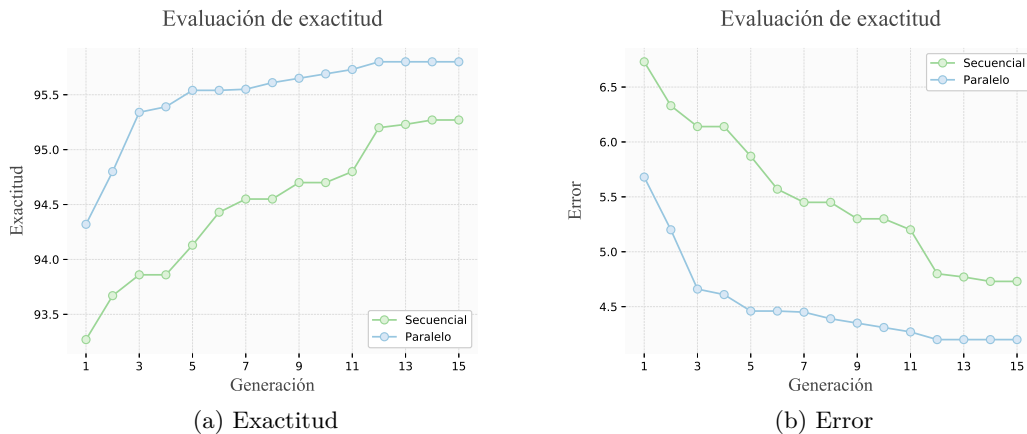 Evaluación de exactitud
Exactitud
95.5
95.0
94.5
94.0
93.5
1 3 5 7 9 11 13 15
Generación
Secuencial
Paralelo
(a) Exactitud
Evaluación de exactitud
Error
6.5
6.0
5.5
5.0
4.5
1 3 5 7 9 11 13 15
Generación
Secuencial
Paralelo
(b) Error